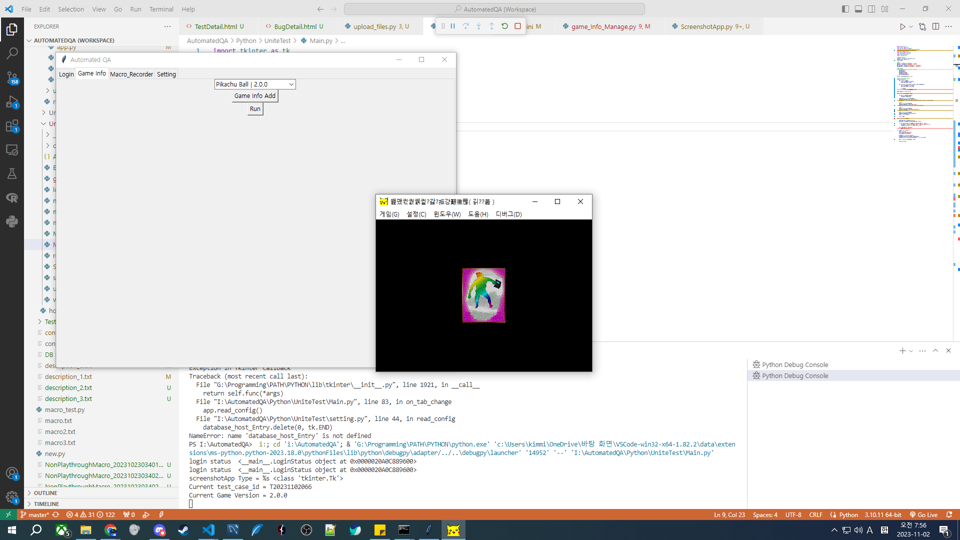 File Edit Selection View Go Run Terminal Help
AutomatedQA (Workspace)
EXPLORER
TestDetail.html U
BugDetail.html U
upload_files.py 3, U
ini M
game_Info_Manage.py 9, M
ScreenshotApp.py 9+, U
AUTOMATEDQA (WORKSPACE)
app.py
AutomatedQA > Python > UniteTest > Main.py > ...
1 import tkinter as tk
Automated QA
Login Game Info Macro_Recorder Setting
Pikachu Ball | 2.0.0
Game Info Add
Run
게임(G) 설정(C) 윈도우(W) 도움(H) 디버그(D)
Test
DB
description_1.txt M
description_2.txt U
description_3.txt U
macro_test.py
macro.txt
macro2.txt
macro3.txt
new.py
NonPlaythroughMacro_2023102303401... U
NonPlaythroughMacro_2023102303402... U
OUTLINE
TIMELINE
Exception in Tkinter callback
Traceback (most recent call last):
File "G:\Programming\PATH\PYTHON\lib\tkinter\__init__.py", line 1921, in __call__
return self.func(*args)
File "I:\AutomatedQA\Python\UniteTest\Main.py", line 83, in on_tab_change
app.read_config()
File "I:\AutomatedQA\Python\UniteTest\setting.py", line 44, in read_config
database_host_Entry.delete(0, tk.END)
NameError: name 'database_host_Entry' is not defined
PS I:\AutomatedQA> i:; cd 'i:\AutomatedQA'; & 'G:\Programming\PATH\PYTHON\python.exe' 'c:\Users\kimmi\OneDrive\바탕 화면\VSCode-win32-x64-1.82.2\data\exten
sions\ms-python.python-2023.18.0\pythonFiles\lib\python\debugpy\adapter/../..\debugpy\launcher' '14952' '--' 'I:\AutomatedQA\Python\UniteTest\Main.py'
login status <__main__.LoginStatus object at 0x0000020A0C889600>
login status <__main__.LoginStatus object at 0x0000020A0C889600>
screenshotApp Type = %s <class 'tkinter.Tk'>
Current test_case_id = T20231102066
Current Game Version = 2.0.0
Python Debug Console
Python Debug Console
master* 4 31 122 0 Ln 9, Col 23 Spaces: 4 UTF-8 CRLF Python 3.10.11 64-bit Go Live
오전 7:56
2023-11-02